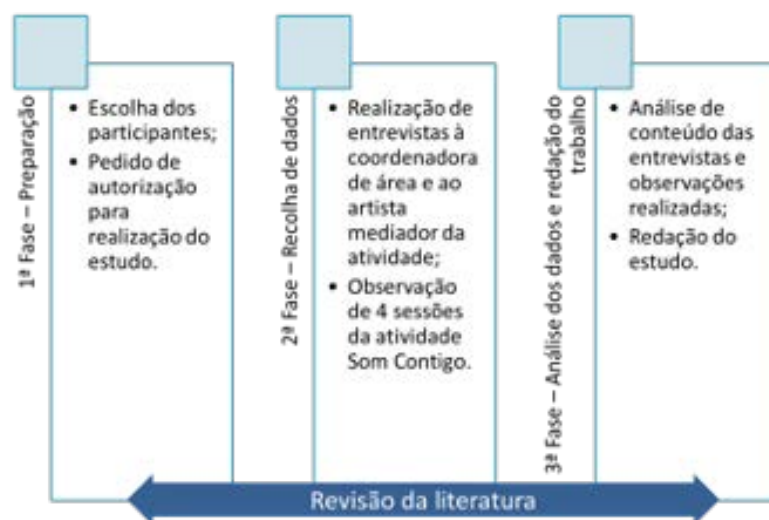 1ª Fase – Preparação
• Escolha dos
participantes;
• Pedido de
autorização
para
realização do
estudo.
2ª Fase – Recolha de dados
• Realização de
entrevistas à
coordenadora
de área e ao
artista
mediador da
atividade;
• Observação
de 4 sessões
da atividade
Som Contigo.
3ª Fase – Análise dos dados e redação do
trabalho
• Análise de
conteúdo das
entrevistas e
observações
realizadas;
• Redação do
estudo.
Revisão da literatura